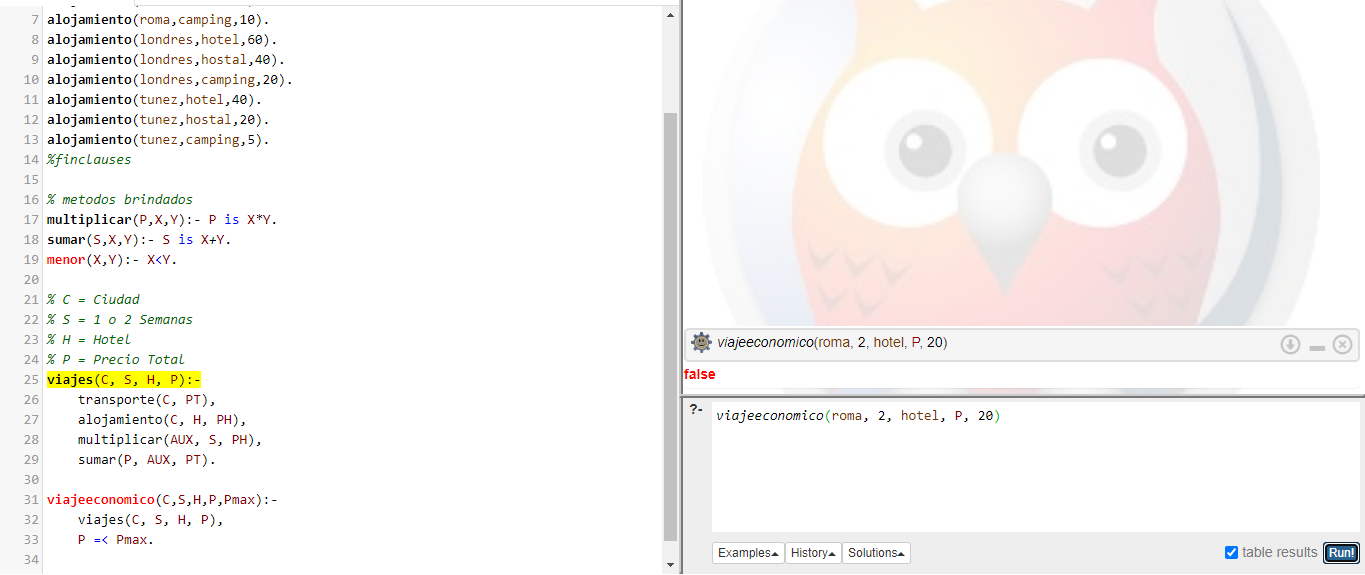 7 alojamiento(roma,camping,10).
8 alojamiento(londres,hotel,60).
9 alojamiento(londres,hostal,40).
10 alojamiento(londres,camping,20).
11 alojamiento(tunez,hotel,40).
12 alojamiento(tunez,hostal,20).
13 alojamiento(tunez,camping,5).
14 %finclauses
15
16 % metodos brindados
17 multiplicar(P,X,Y):- P is X*Y.
18 sumar(S,X,Y):- S is X+Y.
19 menor(X,Y):- X<Y.
20
21 % C = Ciudad
22 % S = 1 o 2 Semanas
23 % H = Hotel
24 % P = Precio Total
25 viajes(C, S, H, P):-
26 transporte(C, PT),
27 alojamiento(C, H, PH),
28 multiplicar(AUX, S, PH),
29 sumar(P, AUX, PT).
30
31 viajeeconomico(C,S,H,P,Pmax):-
32 viajes(C, S, H, P),
33 P =< Pmax.
34
viajeeconomico(roma, 2, hotel, P, 20)
false
?- viajeeconomico(roma, 2, hotel, P, 20)
Examples History Solutions table results Run!